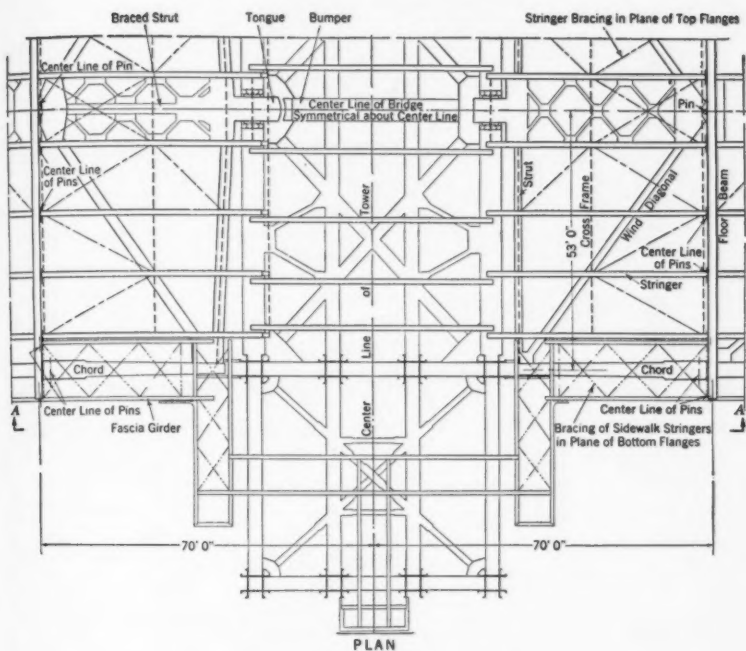 Braced Strut
Tongue
Bumper
Stringer Bracing in Plane of Top Flanges
Center Line of Pin
Center Line of Bridge
Symmetrical about Center Line
Pin
Center Line
of Pins
Tower
of
Line
Center
Strut
53' 0"
Cross Frame
Wind Diagonal
Floor Beam
Center Line
of Pins
Stringer
Chord
Chord
A
Center Line of Pins
Fascia Girder
Center Line of Pins
A
Bracing of Sidewalk Stringers
in Plane of Bottom Flanges
70' 0"
70' 0"
PLAN